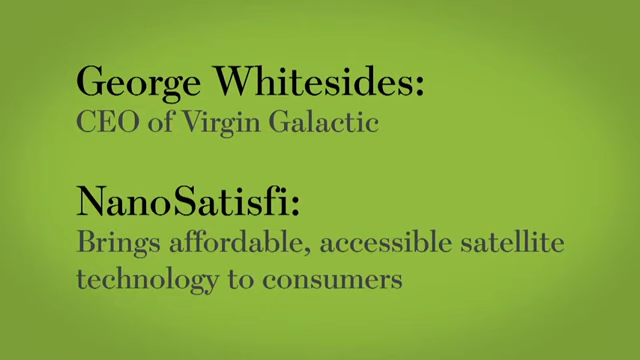 George Whitesides:
CEO of Virgin Galactic
NanoSatisfi:
Brings affordable, accessible satellite
technology to consumers